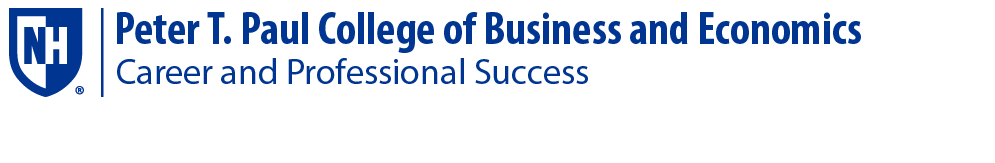 NH
®
Peter T. Paul College of Business and Economics
Career and Professional Success